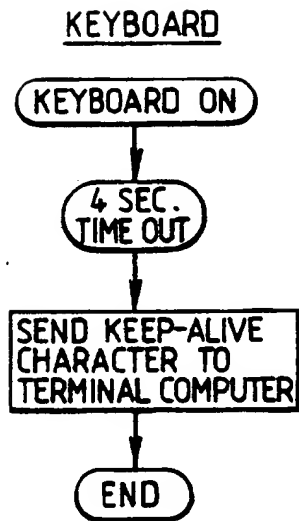 KEYBOARD
KEYBOARD ON
4 SEC.
TIME OUT
SEND KEEP-ALIVE
CHARACTER TO
TERMINAL COMPUTER
END